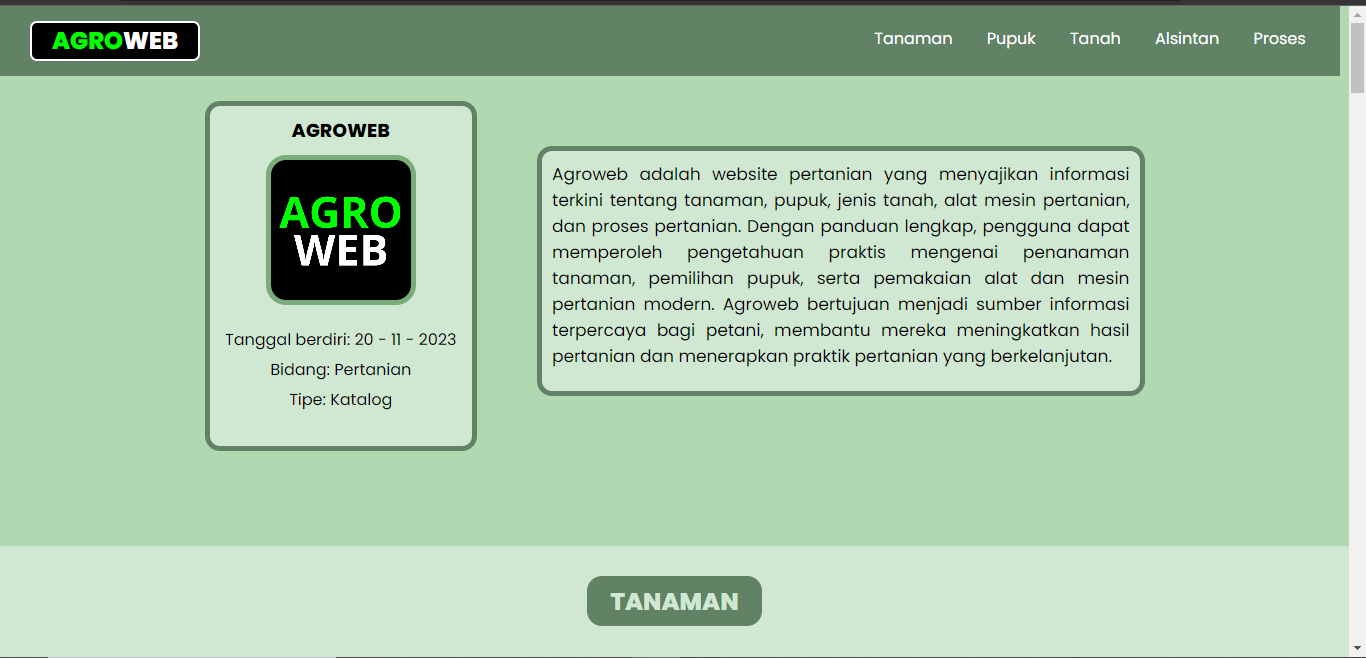 AGROWEB
Tanaman Pupuk Tanah Alsintan Proses
AGROWEB
AGRO
WEB
Tanggal berdiri: 20 - 11 - 2023
Bidang: Pertanian
Tipe: Katalog
Agroweb adalah website pertanian yang menyajikan informasi
terkini tentang tanaman, pupuk, jenis tanah, alat mesin pertanian,
dan proses pertanian. Dengan panduan lengkap, pengguna dapat
memperoleh pengetahuan praktis mengenai penanaman
tanaman, pemilihan pupuk, serta pemakaian alat dan mesin
pertanian modern. Agroweb bertujuan menjadi sumber informasi
terpercaya bagi petani, membantu mereka meningkatkan hasil
pertanian dan menerapkan praktik pertanian yang berkelanjutan.
TANAMAN